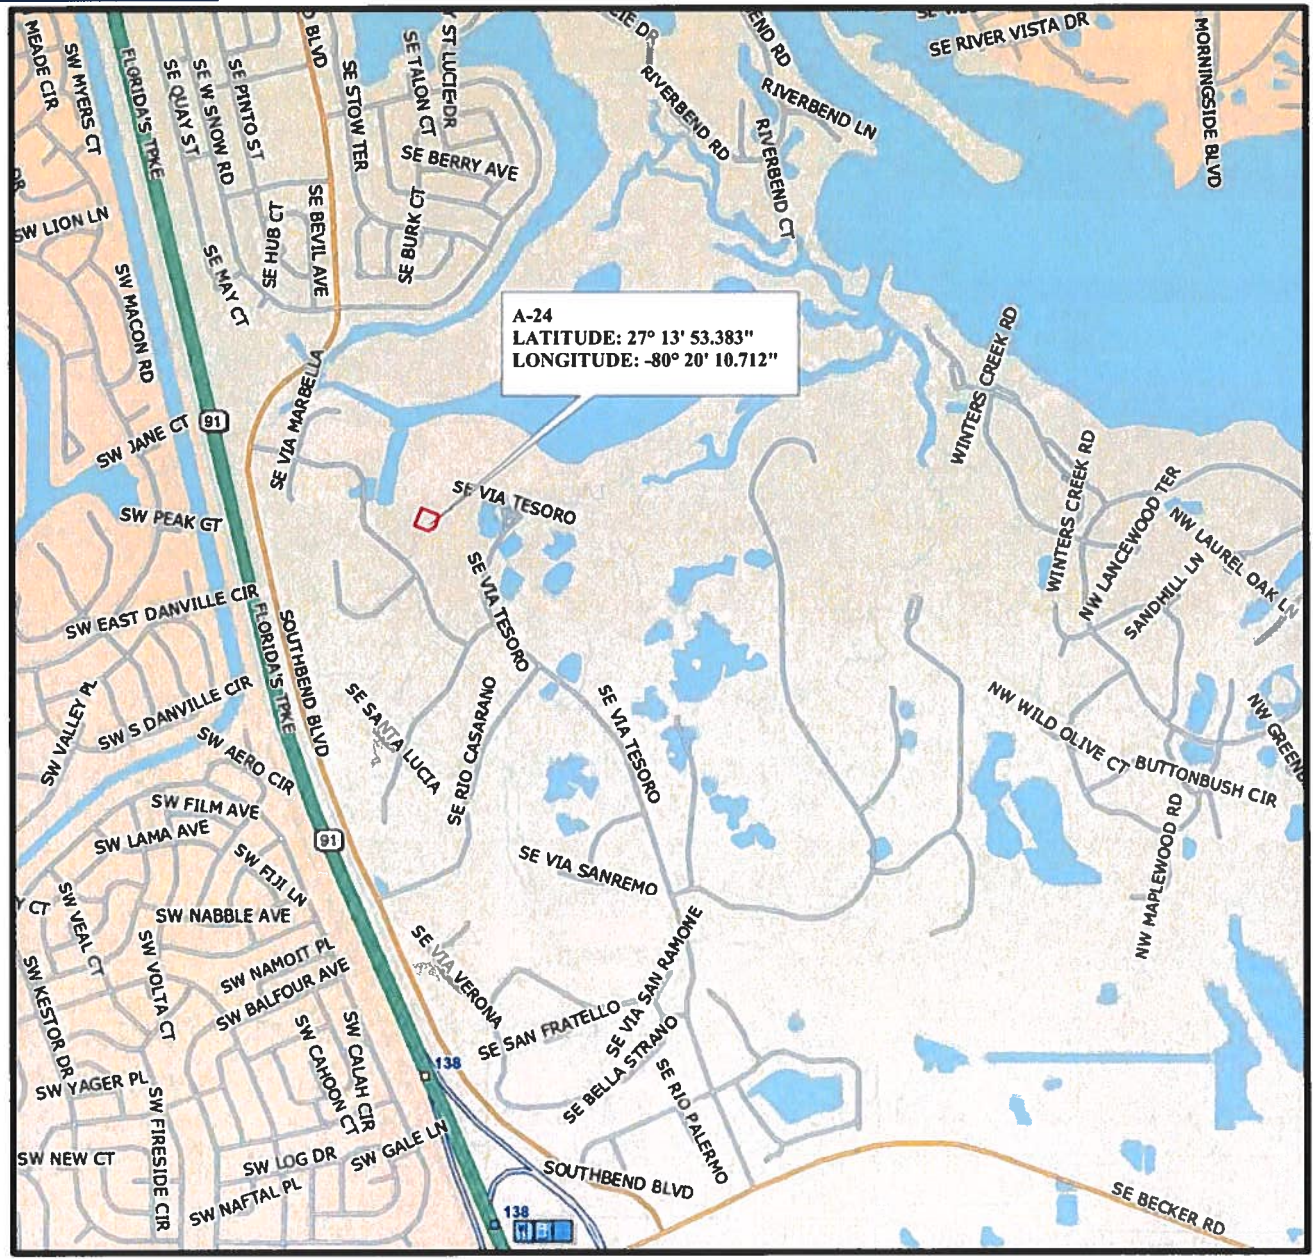 SE RIVER VISTA DR
MORNINGSIDE BLVD
MEADE CIR
SW MYERS CT
FLORIDA'S TPKE
SE QUAY ST
SE W SNOW RD
SE PINTO ST
BLVD
SE STOW TER
SE TALON CT
ST LUCIE DR
SE BERRY AVE
SE BURK CT
RIVERBEND RD
RIVERBEND LN
RIVERBEND CT
SW LION LN
SE HUB CT
SE BEVIL AVE
SE MAY CT
SW MACON RD
A-24
LATITUDE: 27° 13' 53.383"
LONGITUDE: -80° 20' 10.712"
SE VIA MARBELLA
91
SW JANE CT
WINTERS CREEK RD
WINTERS CREEK RD
SE VIA TESORO
SW PEAK CT
NW LANCEWOOD TER
NW LAUREL OAK LN
SANDHILL LN
SE VIA TESORO
SW EAST DANVILLE CIR
FLORIDA'S TPKE
SOUTHBEND BLVD
SW VALLEY PL
SW S DANVILLE CIR
SE SANTA LUCIA
SE RIO CASARANO
SE VIA TESORO
NW WILD OLIVE CT
BUTTONBUSH CIR
SW AERO CIR
SW FILM AVE
SW LAMA AVE
91
SW FIJI LN
SE VIA SANREMO
NW MAPLEWOOD RD
SW VEAL CT
SW NABBLE AVE
SW VOLTA CT
SW NAMOIT PL
SW BALFOUR AVE
SE VIA VERONA
SE VIA SAN RAMONE
SW KESTOR DR
SW CAHOON CT
SW CALAH CIR
SE SAN FRATELLO
SE BELLA STRANO
138
SW YAGER PL
SW FIRESIDE CIR
SE RIO PALERMO
SW NEW CT
SW LOG DR
SW GALE LN
SW NAFTAL PL
SOUTHBEND BLVD
SE BECKER RD
138